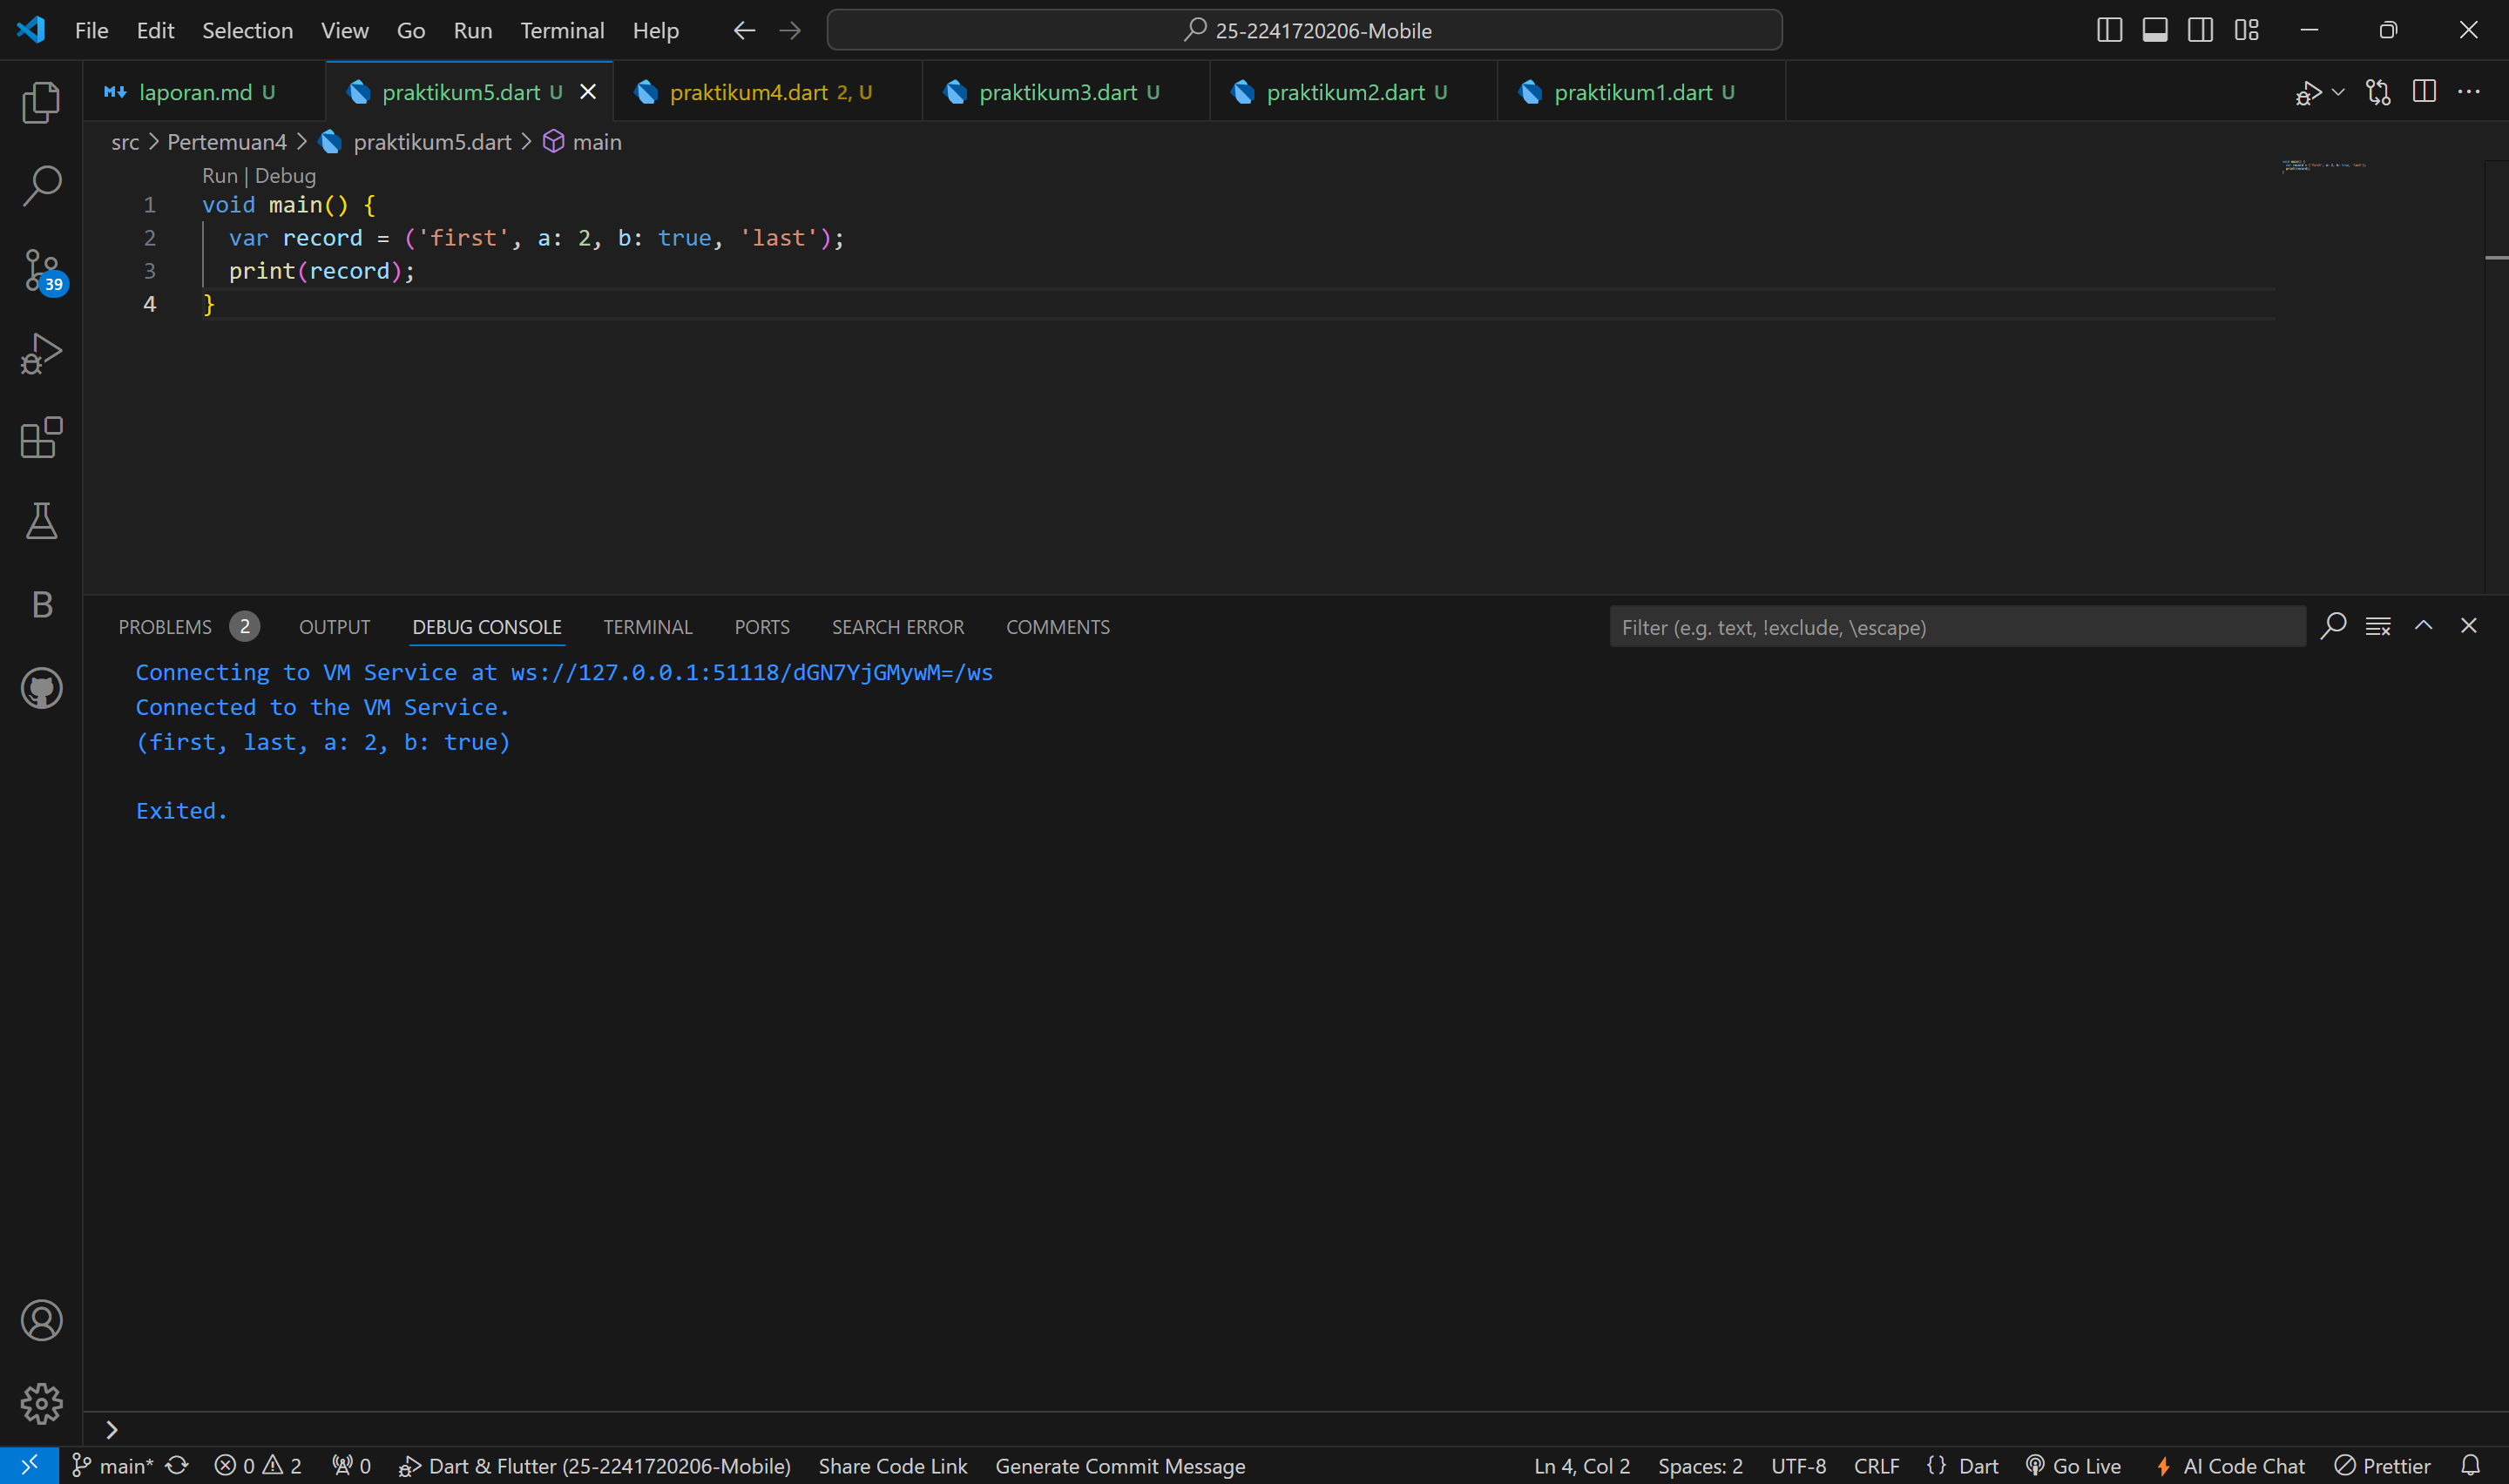 File Edit Selection View Go Run Terminal Help 25-2241720206-Mobile
laporan.md U praktikum5.dart U praktikum4.dart 2, U praktikum3.dart U praktikum2.dart U praktikum1.dart U
src > Pertemuan4 > praktikum5.dart > main
Run | Debug
1 void main() {
2 var record = ('first', a: 2, b: true, 'last');
3 print(record);
4 }
39
B
PROBLEMS 2 OUTPUT DEBUG CONSOLE TERMINAL PORTS SEARCH ERROR COMMENTS Filter (e.g. text, !exclude, \escape)
Connecting to VM Service at ws://127.0.0.1:51118/dGN7YjGMywM=/ws
Connected to the VM Service.
(first, last, a: 2, b: true)
Exited.
>
main* 0 2 0 Dart & Flutter (25-2241720206-Mobile) Share Code Link Generate Commit Message Ln 4, Col 2 Spaces: 2 UTF-8 CRLF {} Dart Go Live AI Code Chat Prettier